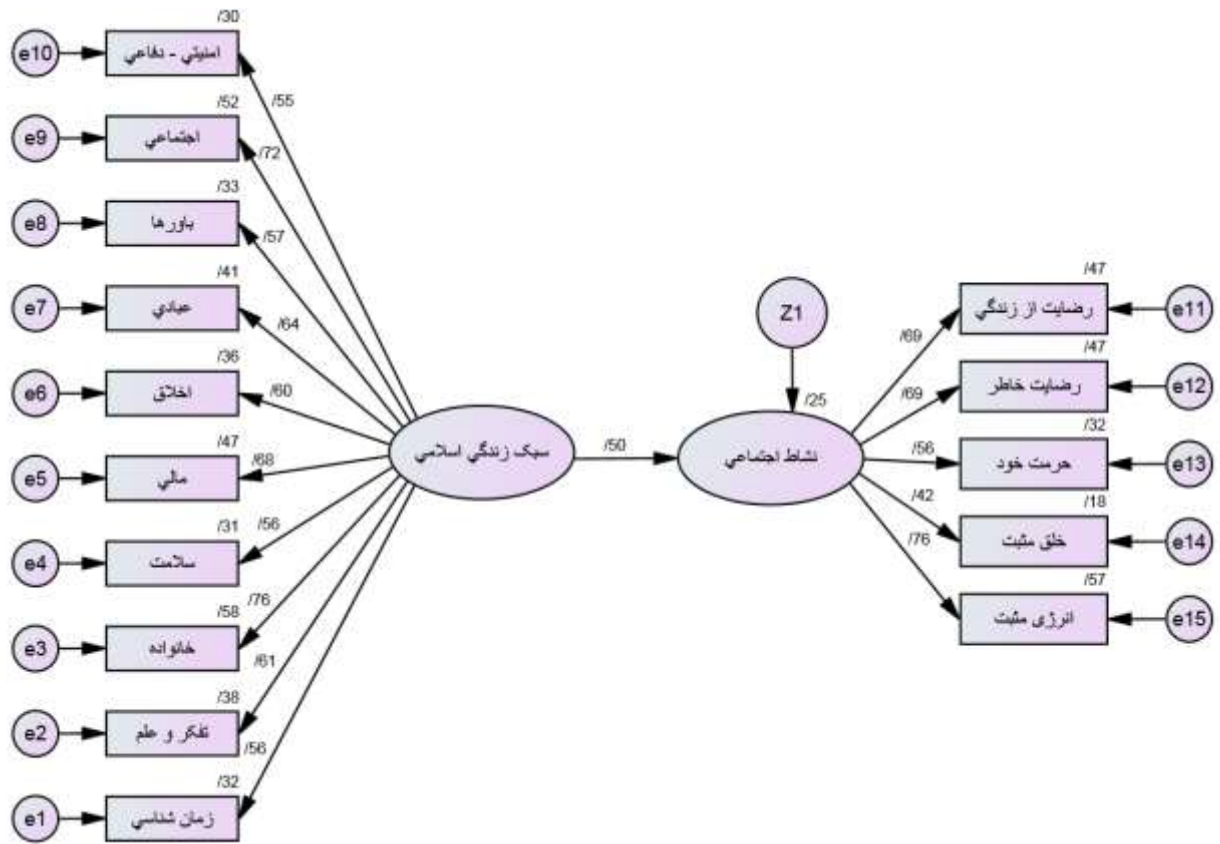 /30
e10 امنيتي - دفاعي
/55
/52
e9 اجتماعي
/72
/33
e8 باورها
/57
/41
e7 عبادي
/64
/36
e6 اخلاق
/60
/47
e5 مالي
/68
/31
e4 سلامت
/56
/58
e3 خانواده
/76
/38
e2 تفکر و علم
/61
/32
e1 زمان شناسي
/56
سبک زندگي اسلامي
/50
Z1
/25
نشاط اجتماعي
/47
رضايت از زندگي e11
/69
/47
رضايت خاطر e12
/69
/32
حرمت خود e13
/56
/18
خلق مثبت e14
/42
/57
انرژی مثبت e15
/76